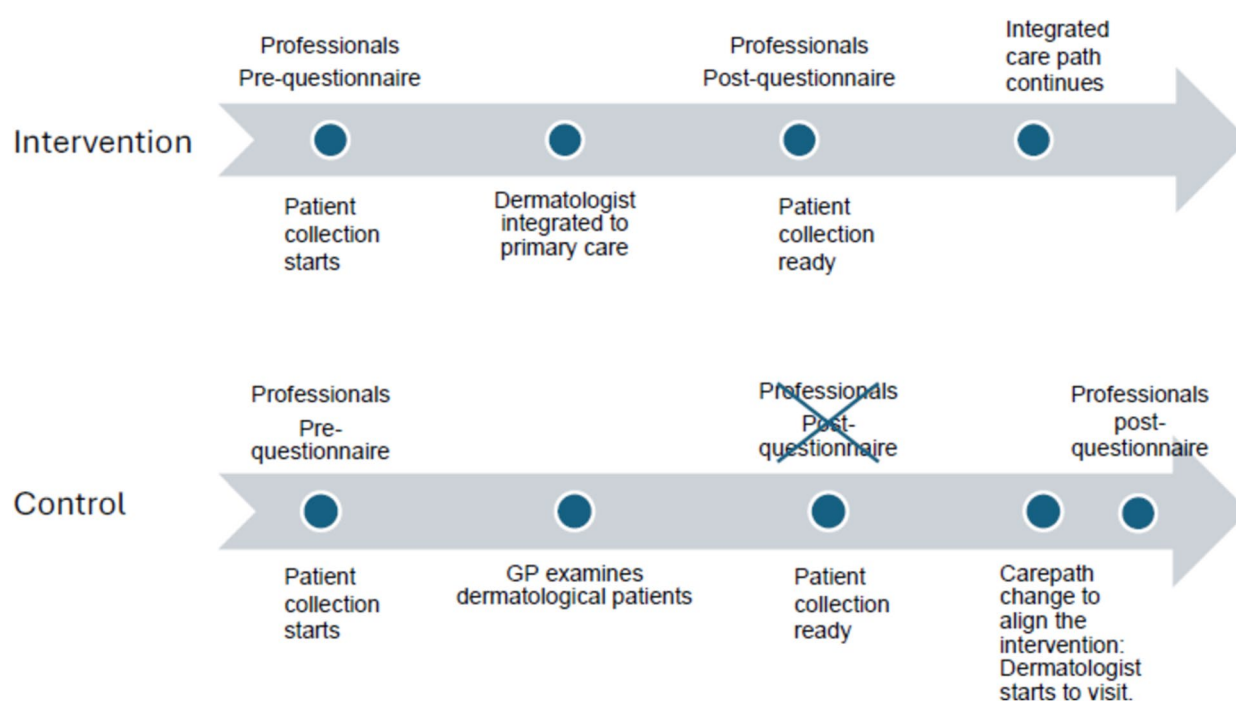 Professionals
Pre-questionnaire
Professionals
Post-questionnaire
Integrated
care path
continues
Intervention
Patient
collection
starts
Dermatologist
integrated to
primary care
Patient
collection
ready
Professionals
Pre-
questionnaire
Professionals
Post-
questionnaire
Professionals
post-
questionnaire
Control
Patient
collection
starts
GP examines
dermatological patients
Patient
collection
ready
Carepath
change to
align the
intervention:
Dermatologist
starts to visit.